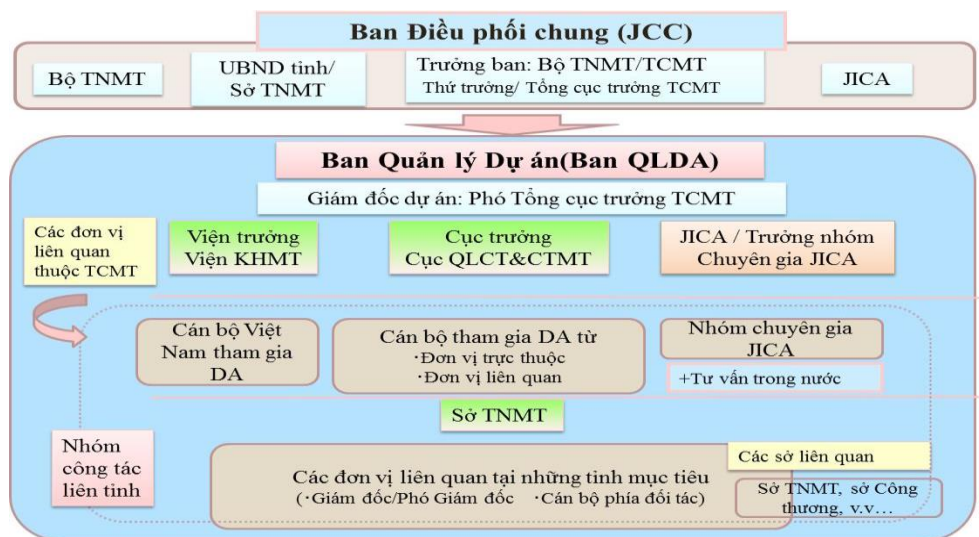 Ban Điều phối chung (JCC)
Bộ TNMT
UBND tỉnh/
Sở TNMT
Trưởng ban: Bộ TNMT/TCMT
Thứ trưởng/ Tổng cục trưởng TCMT
JICA
Ban Quản lý Dự án(Ban QLDA)
Giám đốc dự án: Phó Tổng cục trưởng TCMT
Các đơn vị
liên quan
thuộc TCMT
Viện trưởng
Viện KHMT
Cục trưởng
Cục QLCT&CTMT
JICA / Trưởng nhóm
Chuyên gia JICA
Cán bộ Việt
Nam tham gia
DA
Cán bộ tham gia DA từ
·Đơn vị trực thuộc
·Đơn vị liên quan
Nhóm chuyên gia
JICA
+Tư vấn trong nước
Sở TNMT
Nhóm
công tác
liên tỉnh
Các đơn vị liên quan tại những tỉnh mục tiêu
(·Giám đốc/Phó Giám đốc ·Cán bộ phía đối tác)
Các sở liên quan
Sở TNMT, sở Công
thương, v.v…